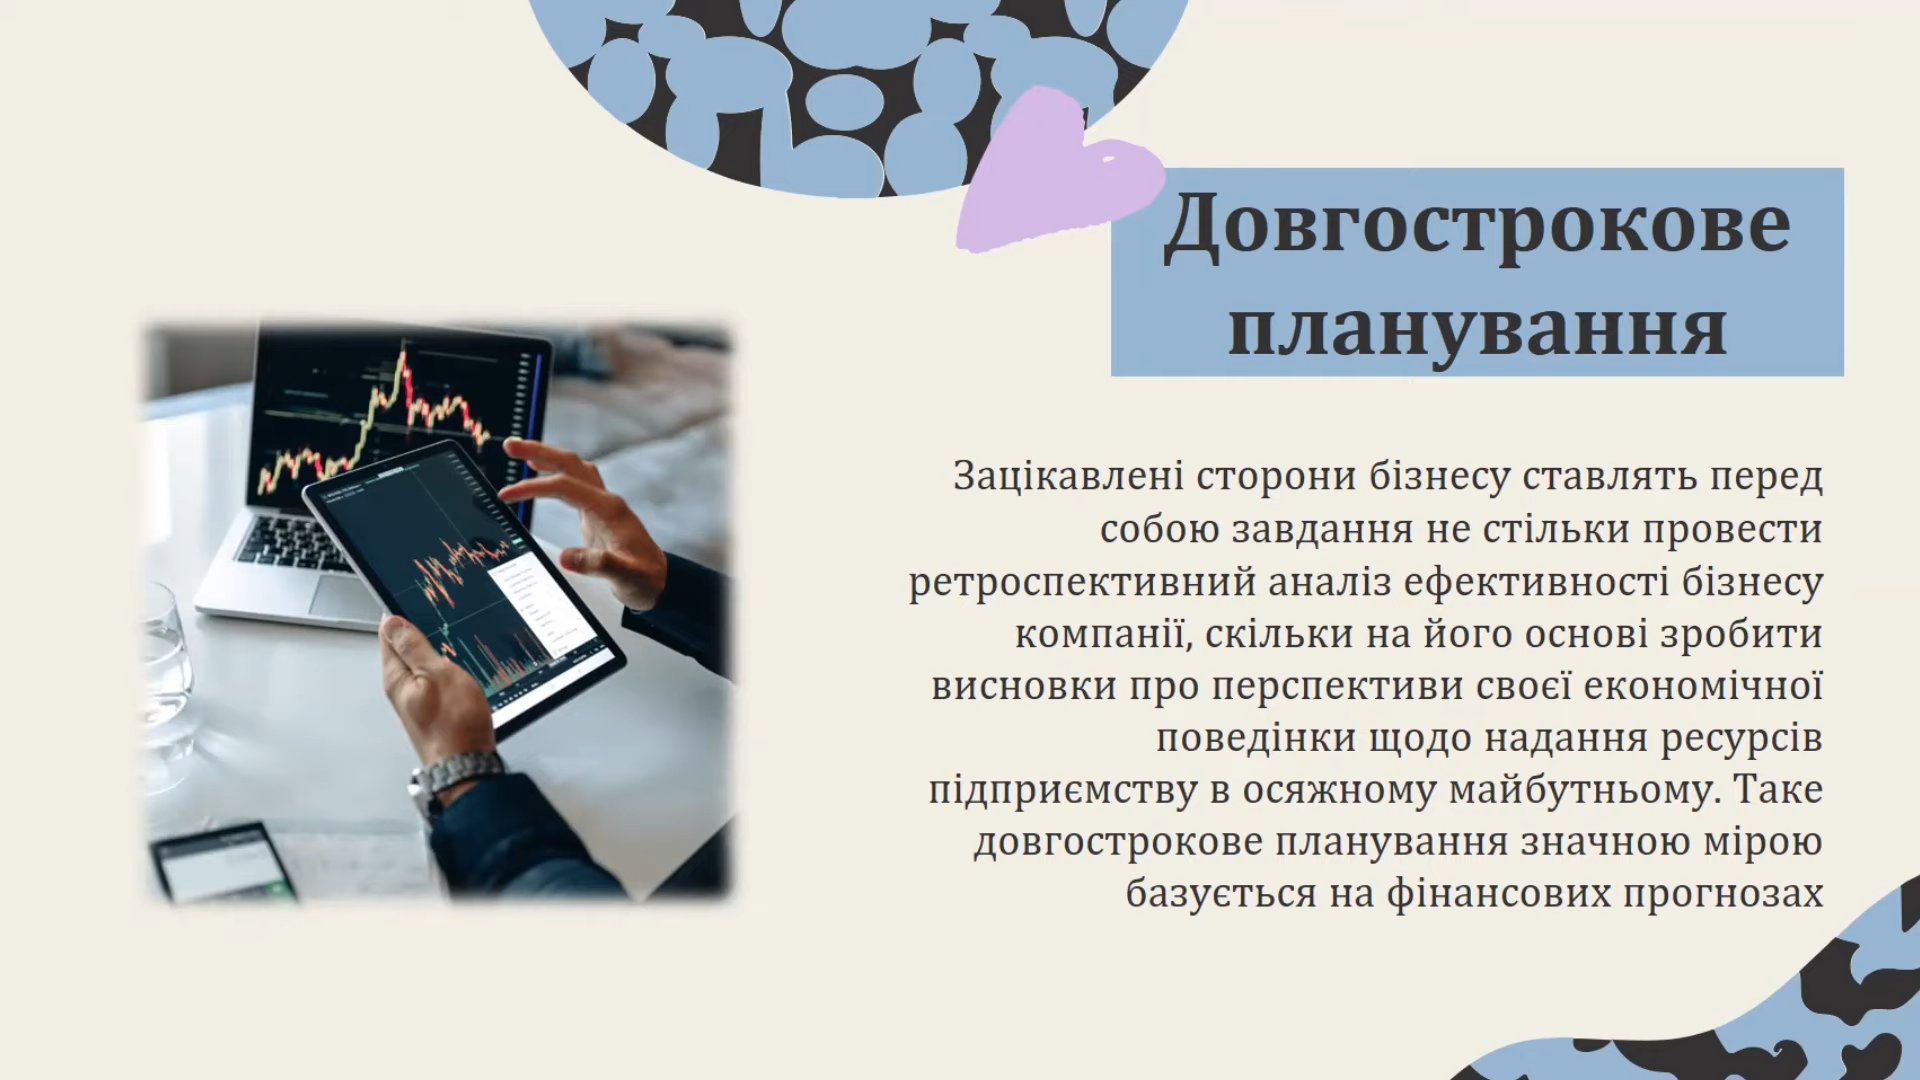 Довгострокове
планування
Зацікавлені сторони бізнесу ставлять перед
собою завдання не стільки провести
ретроспективний аналіз ефективності бізнесу
компанії, скільки на його основі зробити
висновки про перспективи своєї економічної
поведінки щодо надання ресурсів
підприємству в осяжному майбутньому. Таке
довгострокове планування значною мірою
базується на фінансових прогнозах